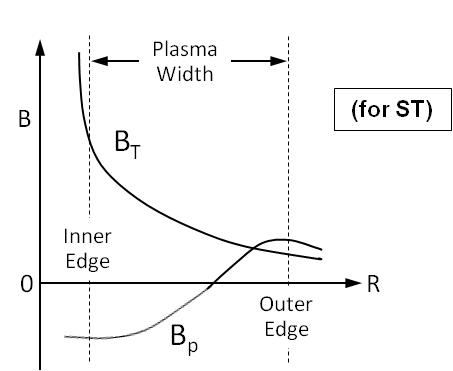 Plasma
Width
(for ST)
B
B_T
Inner
Edge
0
R
Outer
Edge
B_p